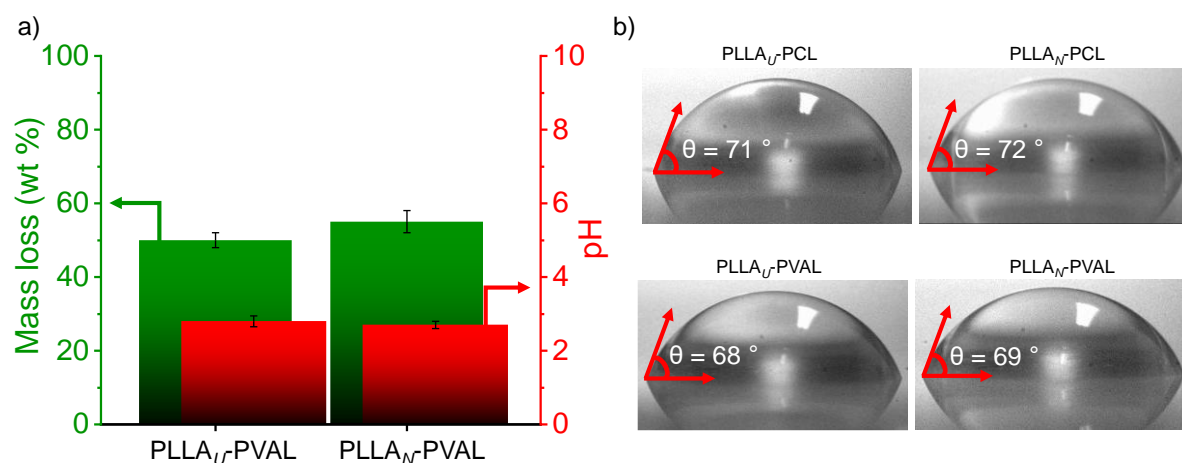 a)
Mass loss (wt %)
100
80
60
40
20
0
10
8
6
4
2
0
pH
PLLAU-PVAL
PLLAN-PVAL
b)
PLLAU-PCL
PLLAN-PCL
θ = 71 °
θ = 72 °
PLLAU-PVAL
PLLAN-PVAL
θ = 68 °
θ = 69 °